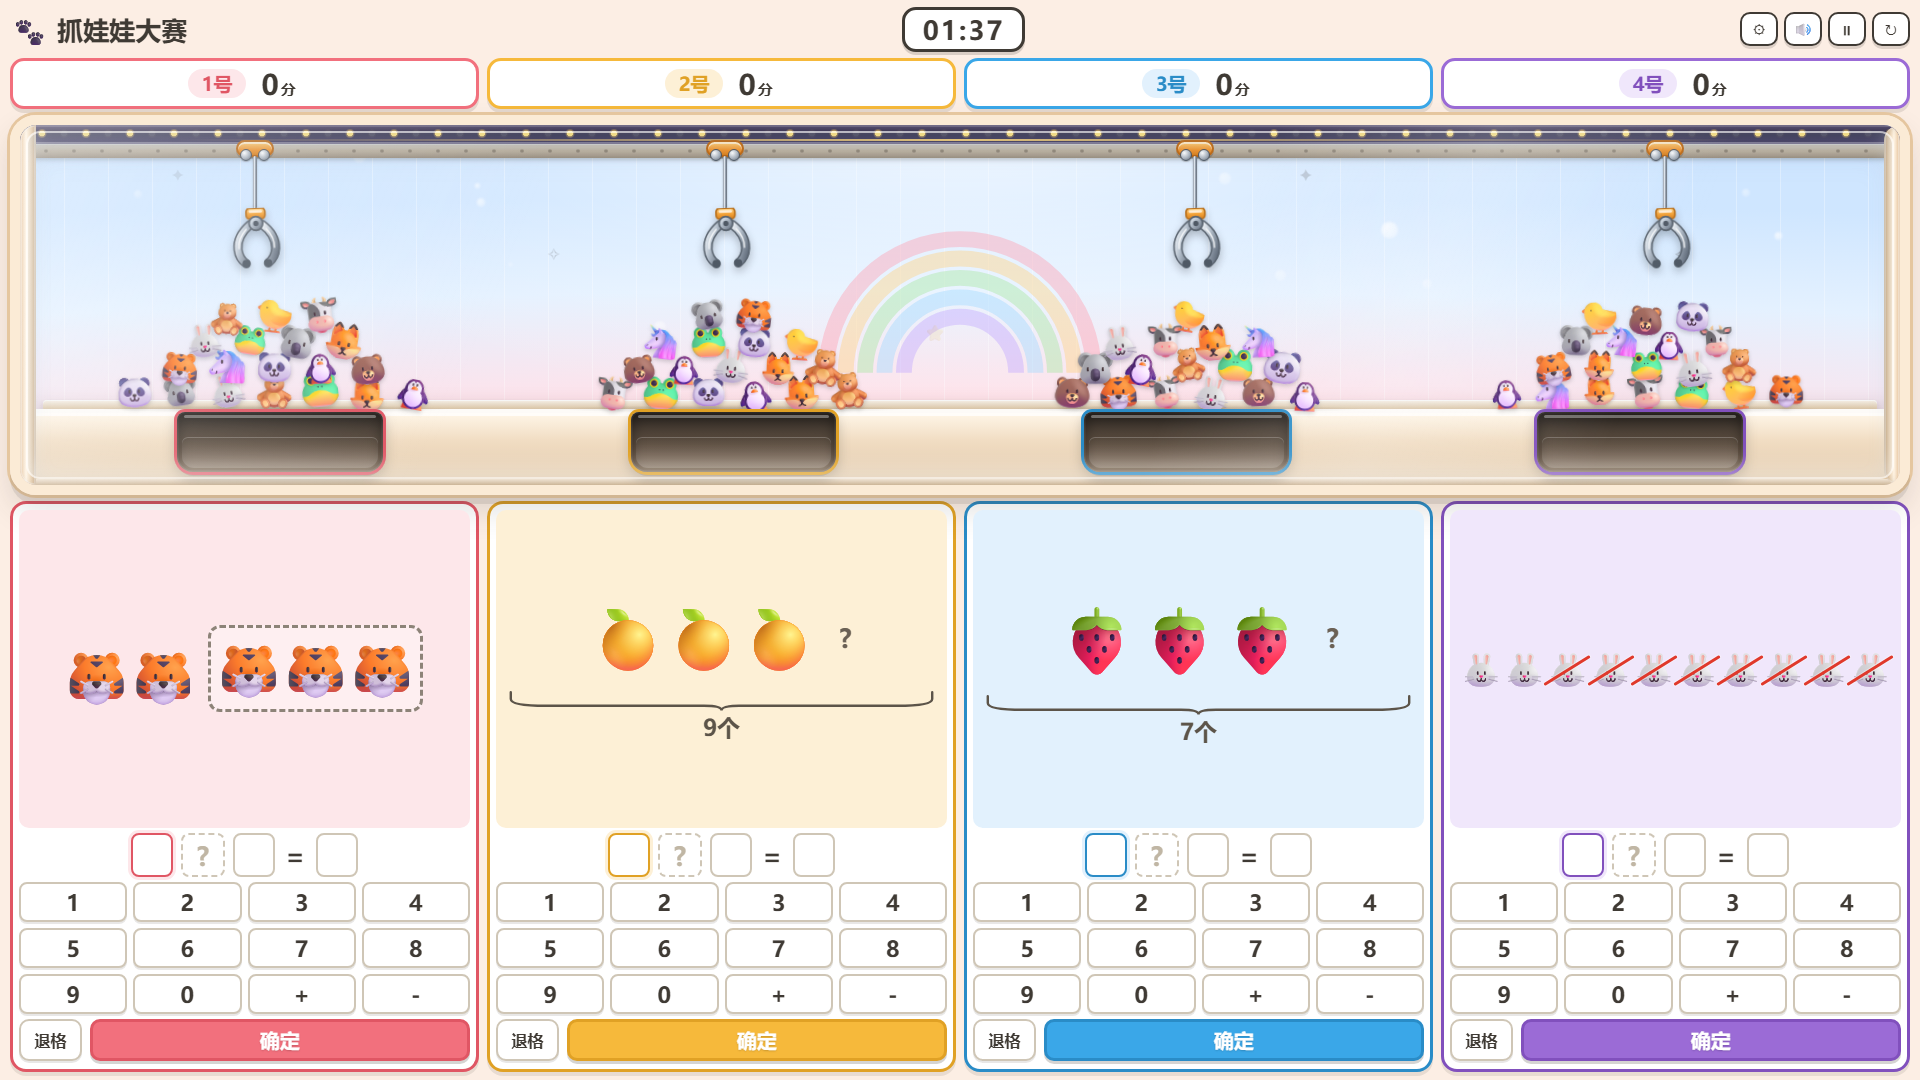 抓娃娃大赛
01:37
1号 0分
2号 0分
3号 0分
4号 0分
?
9个
?
7个
? =
1 2 3 4
5 6 7 8
9 0 + -
退格 确定
? =
1 2 3 4
5 6 7 8
9 0 + -
退格 确定
? =
1 2 3 4
5 6 7 8
9 0 + -
退格 确定
? =
1 2 3 4
5 6 7 8
9 0 + -
退格 确定